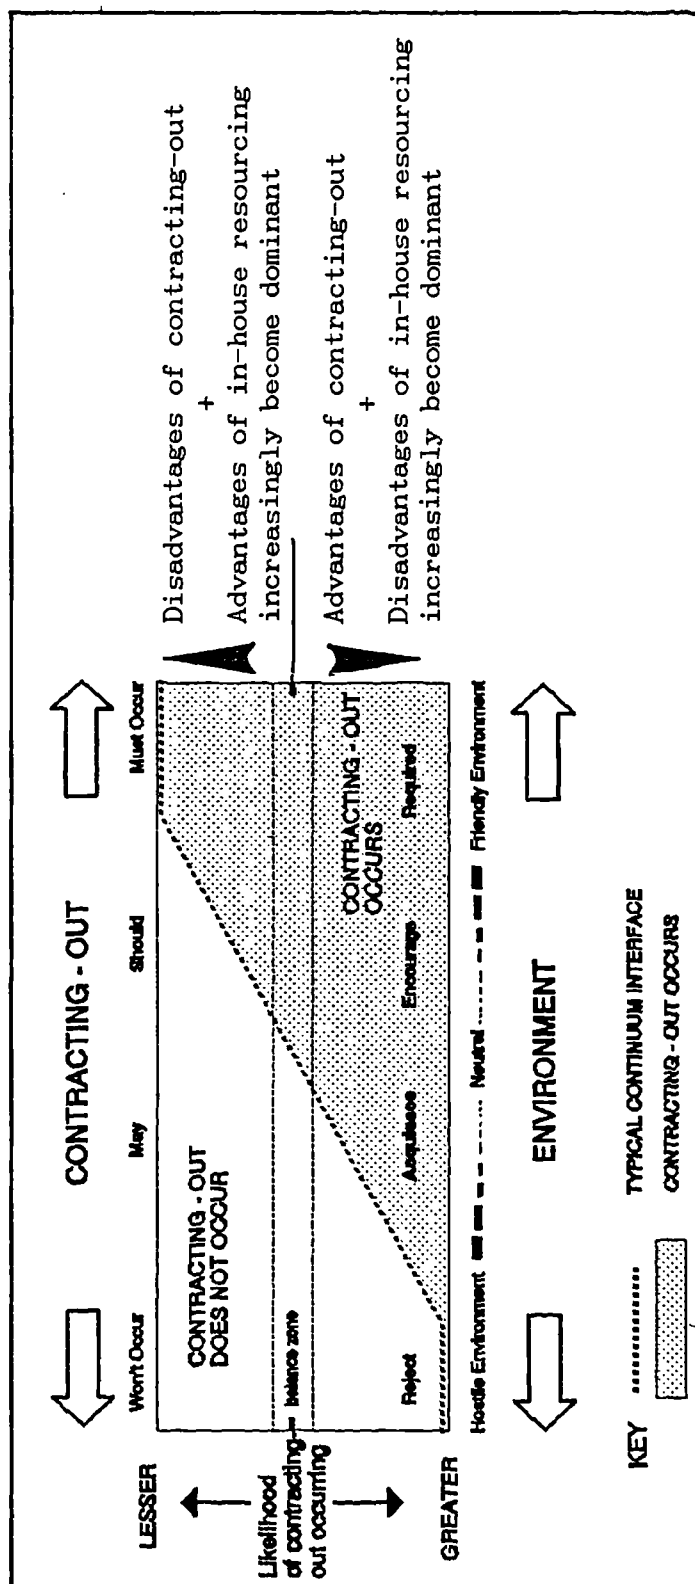 CONTRACTING - OUT
Won't Occur
May
Should
Must Occur
LESSER
Likelihood
of contracting
out occurring
GREATER
CONTRACTING - OUT
DOES NOT OCCUR
balance zone
CONTRACTING - OUT
OCCURS
Reject
Acquiesce
Encourage
Required
Hostile Environment
Neutral
Friendly Environment
ENVIRONMENT
Disadvantages of contracting-out
+
Advantages of in-house resourcing
increasingly become dominant
Advantages of contracting-out
+
Disadvantages of in-house resourcing
increasingly become dominant
KEY
TYPICAL CONTINUUM INTERFACE
CONTRACTING - OUT OCCURS